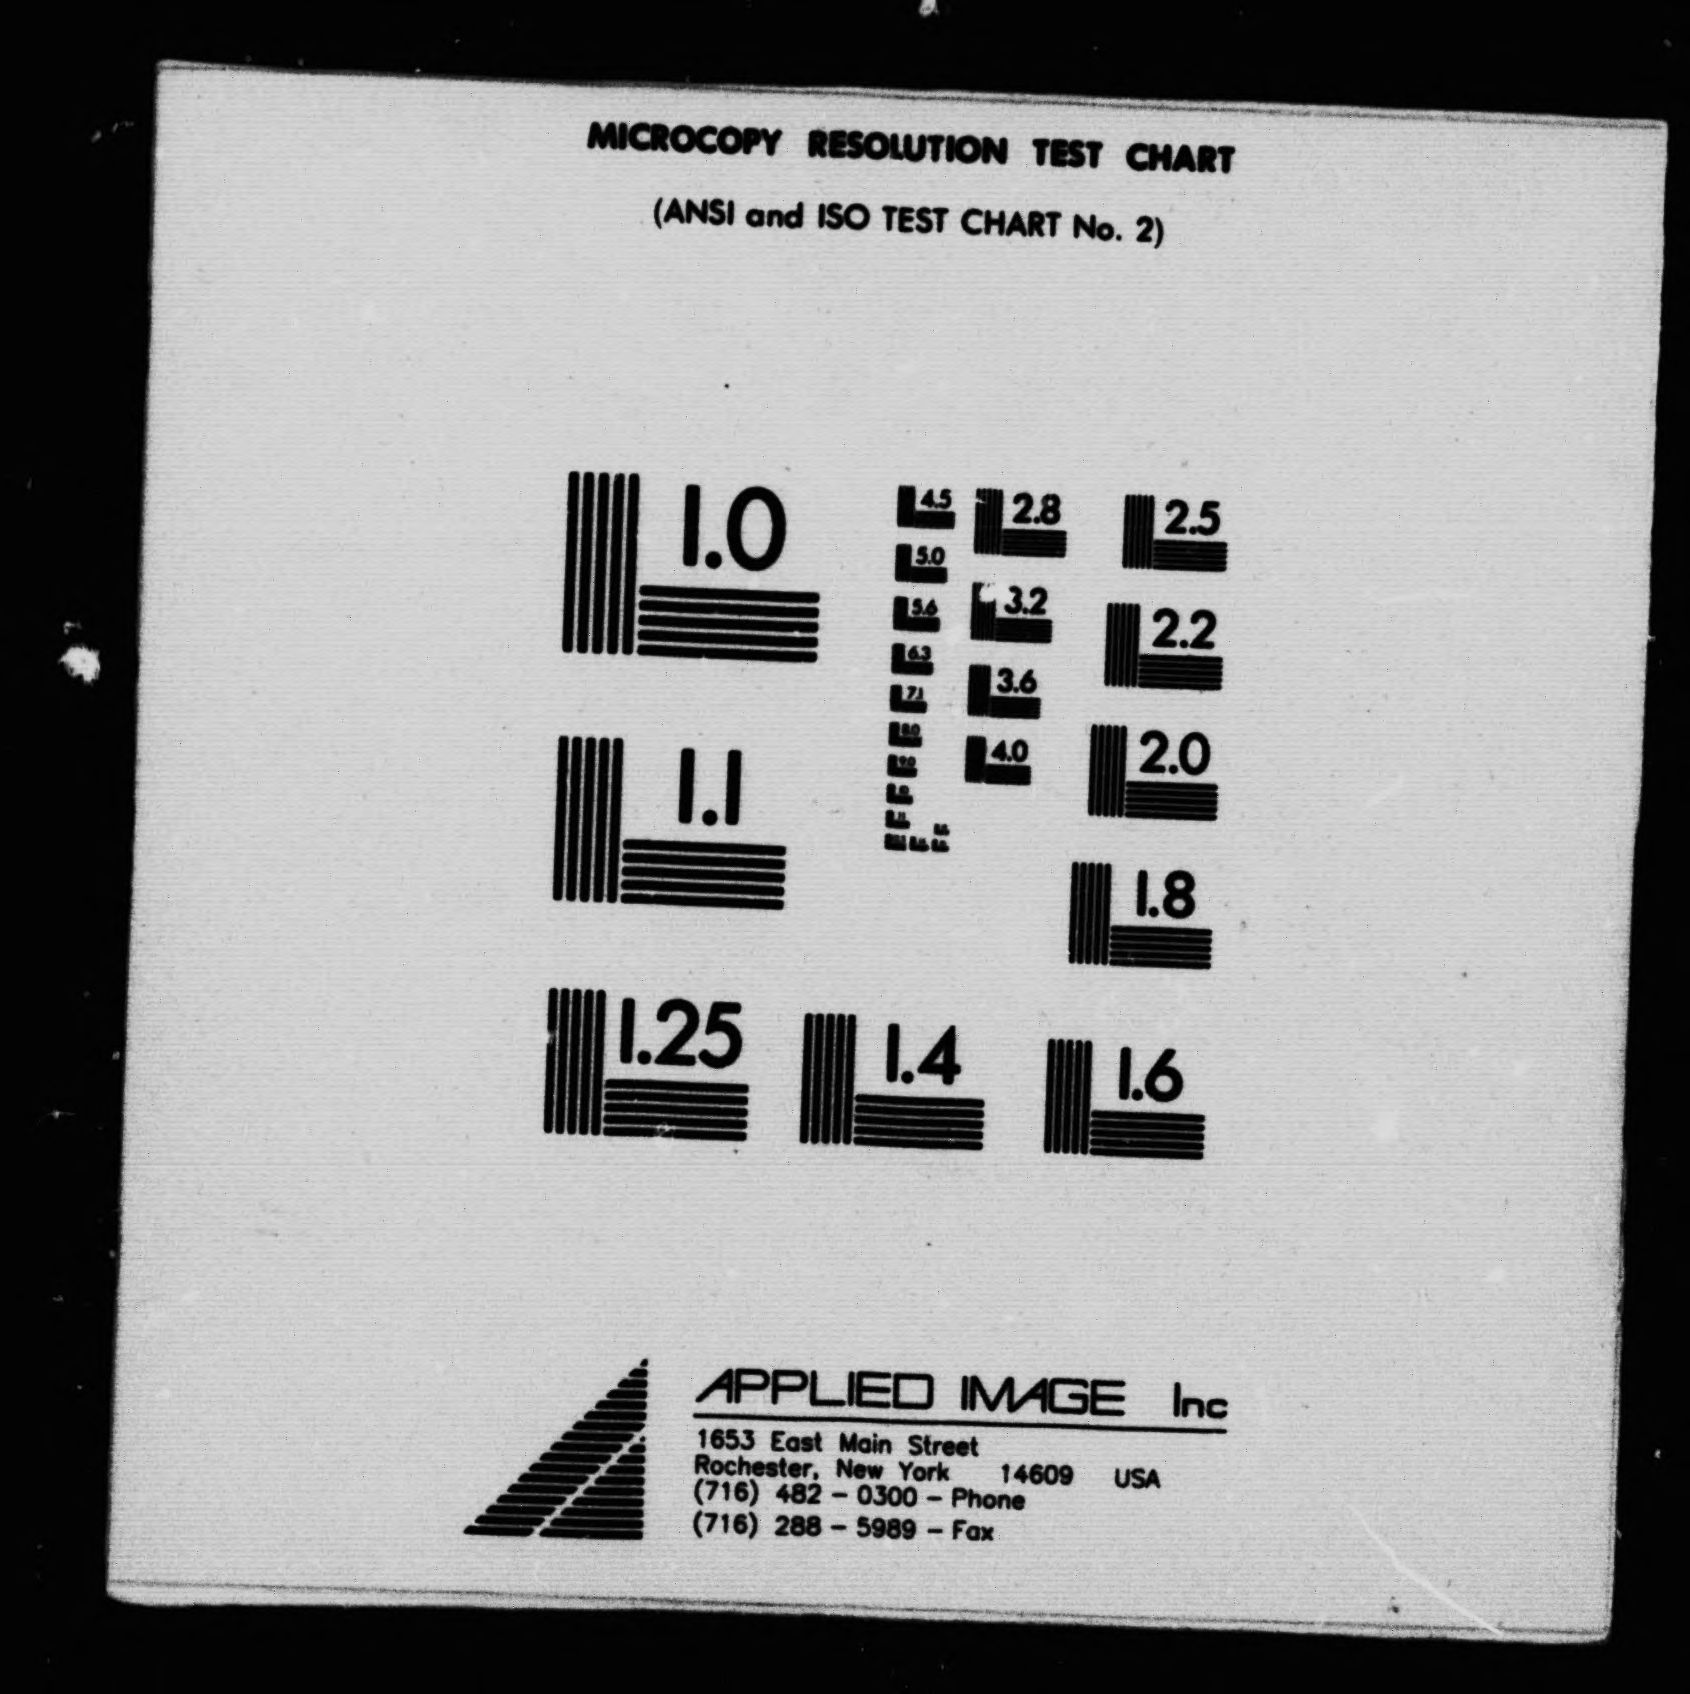 MICROCOPY RESOLUTION TEST CHART
(ANSI and ISO TEST CHART No. 2)
1.0
1.1
1.25
1.4
1.6
1.8
2.0
2.2
2.5
2.8
3.2
3.6
4.0
4.5
5.0
5.6
6.3
7.1
8.0
9.0
APPLIED IMAGE Inc
1653 East Main Street
Rochester, New York 14609 USA
(716) 482 - 0300 - Phone
(716) 288 - 5989 - Fax